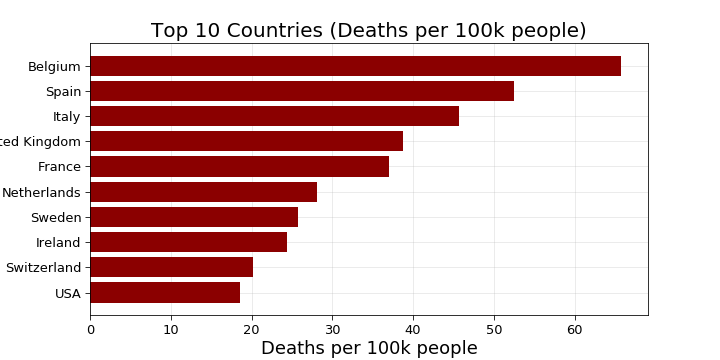 Top 10 Countries (Deaths per 100k people)
Belgium
Spain
Italy
ted Kingdom
France
Netherlands
Sweden
Ireland
Switzerland
USA
0 10 20 30 40 50 60
Deaths per 100k people